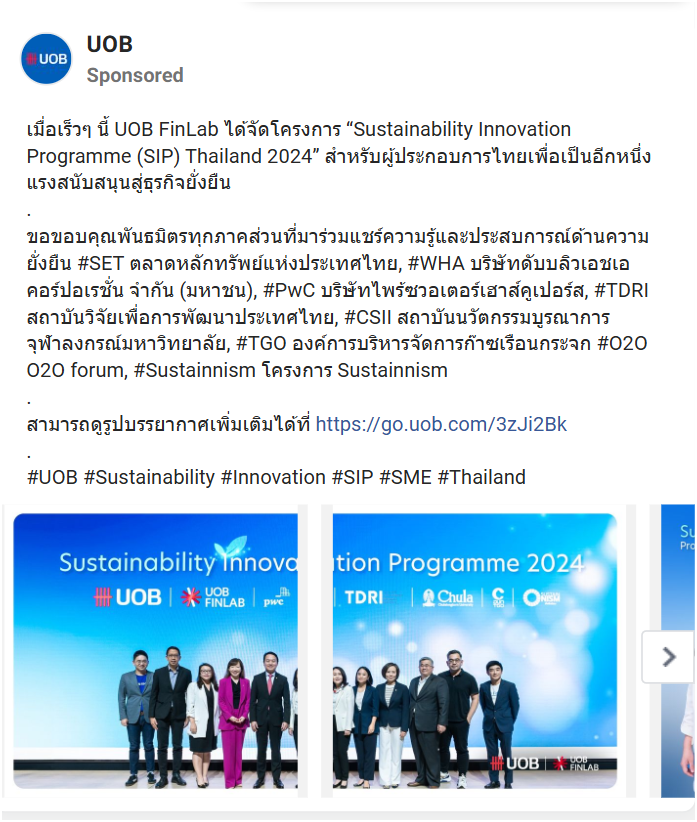 UOB
UOB
Sponsored
เมื่อเร็วๆ นี้ UOB FinLab ได้จัดโครงการ “Sustainability Innovation
Programme (SIP) Thailand 2024” สำหรับผู้ประกอบการไทยเพื่อเป็นอีกหนึ่ง
แรงสนับสนุนสู่ธุรกิจยั่งยืน
.
ขอขอบคุณพันธมิตรทุกภาคส่วนที่มาร่วมแชร์ความรู้และประสบการณ์ด้านความ
ยั่งยืน #SET ตลาดหลักทรัพย์แห่งประเทศไทย, #WHA บริษัทดับบลิวเอชเอ
คอร์ปอเรชั่น จำกัน (มหาชน), #PwC บริษัทไพร้ซวอเตอร์เฮาส์คูเปอร์ส, #TDRI
สถาบันวิจัยเพื่อการพัฒนาประเทศไทย, #CSII สถาบันนวัตกรรมบูรณาการ
จุฬาลงกรณ์มหาวิทยาลัย, #TGO องค์การบริหารจัดการก๊าซเรือนกระจก #O2O
O2O forum, #Sustainnism โครงการ Sustainnism
.
สามารถดูรูปบรรยากาศเพิ่มเติมได้ที่ https://go.uob.com/3zJi2Bk
.
#UOB #Sustainability #Innovation #SIP #SME #Thailand
Sustainability Innova
UOB UOB FINLAB pwc
tion Programme 2024
TDRI Chula
UOB UOB FINLAB
Su
Pro